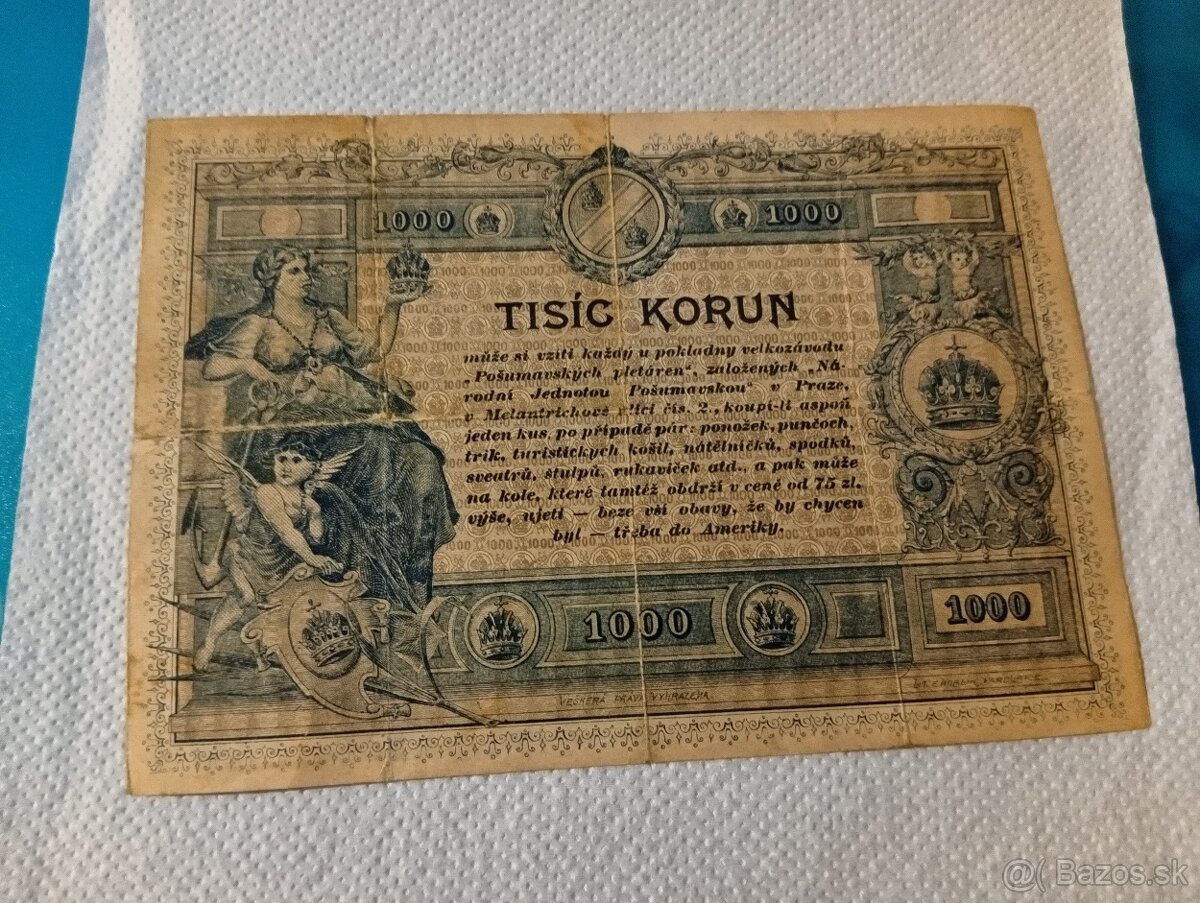 1000 1000
TISÍC KORUN
může si vzíti každý u pokladny velkozávodu
„Pošumavských pletáren“, založených „Ná-
rodní Jednotou Pošumavskou“ v Praze,
v Melantrichově ulici čís. 2., koupí-li aspoň
jeden kus, po případě pár: ponožek, punčoch,
trik, turistických košil, nátělníčků, spodků,
sveatrů, štulpů, rukaviček atd., a pak může
na kole, které tamtéž obdrží v ceně od 75 zl.
výše, ujeti — beze vší obavy, že by chycen
byl — třeba do Ameriky.
1000 1000
VEŠKERÁ PRÁVA VYHRAZENA.
@( Bazos.sk